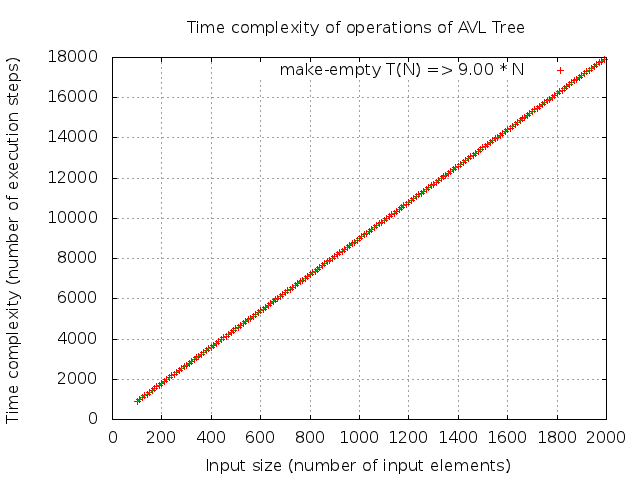 Time complexity of operations of AVL Tree
make-empty T(N) => 9.00 * N
Time complexity (number of execution steps)
18000
16000
14000
12000
10000
8000
6000
4000
2000
0
0 200 400 600 800 1000 1200 1400 1600 1800 2000
Input size (number of input elements)